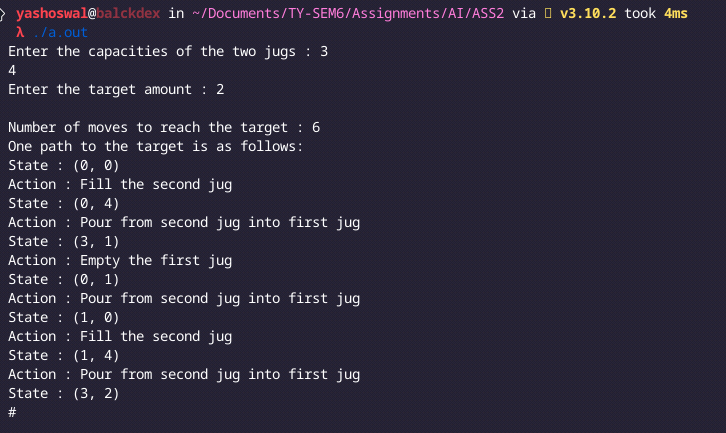 yashoswal@balckdex in ~/Documents/TY-SEM6/Assignments/AI/ASS2 via v3.10.2 took 4ms
λ ./a.out
Enter the capacities of the two jugs : 3
4
Enter the target amount : 2
Number of moves to reach the target : 6
One path to the target is as follows:
State : (0, 0)
Action : Fill the second jug
State : (0, 4)
Action : Pour from second jug into first jug
State : (3, 1)
Action : Empty the first jug
State : (0, 1)
Action : Pour from second jug into first jug
State : (1, 0)
Action : Fill the second jug
State : (1, 4)
Action : Pour from second jug into first jug
State : (3, 2)
#